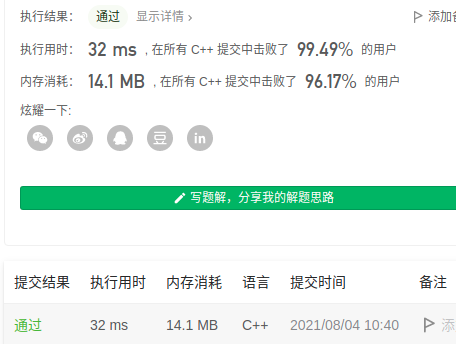 执行结果： 通过 显示详情 › 添加备
执行用时： 32 ms , 在所有 C++ 提交中击败了 99.49% 的用户
内存消耗： 14.1 MB , 在所有 C++ 提交中击败了 96.17% 的用户
炫耀一下:
豆 in
写题解，分享我的解题思路
提交结果 执行用时 内存消耗 语言 提交时间 备注
通过 32 ms 14.1 MB C++ 2021/08/04 10:40 添